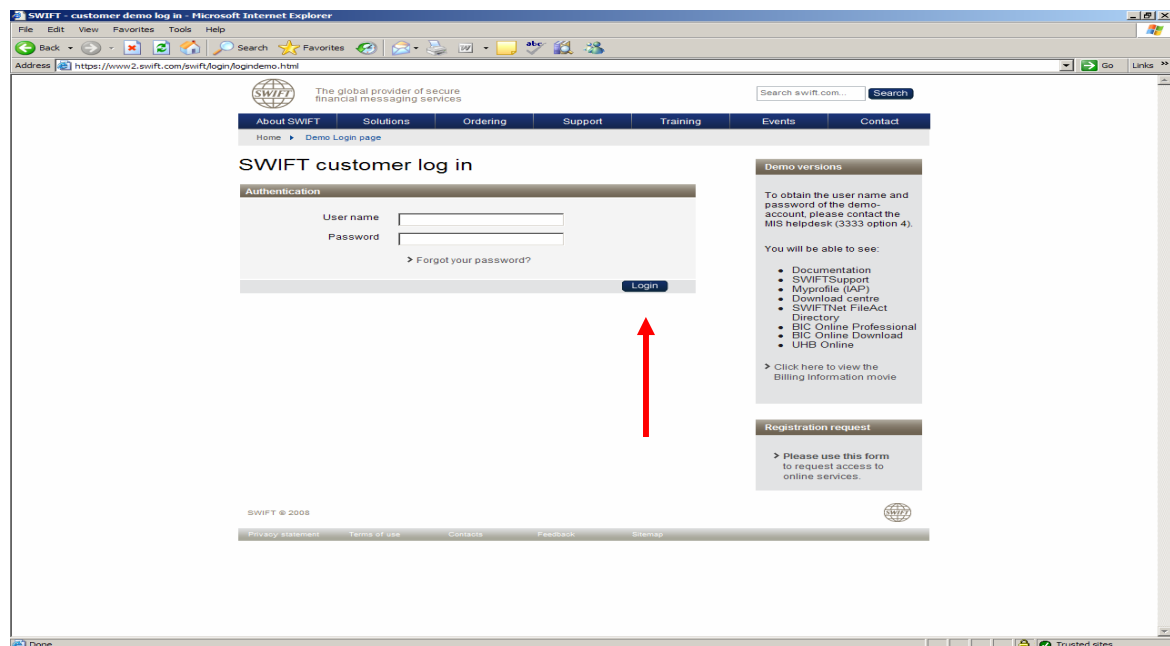 SWIFT - customer demo log in - Microsoft Internet Explorer
File Edit View Favorites Tools Help
Back Search Favorites
Address https://www2.swift.com/swift/login/logindemo.html Go Links »
SWIFT
The global provider of secure
financial messaging services
Search swift.com... Search
About SWIFT Solutions Ordering Support Training Events Contact
Home Demo Login page
SWIFT customer log in
Authentication
User name
Password
Forgot your password?
Login
Demo versions
To obtain the user name and
password of the demo-
account, please contact the
MIS helpdesk (3333 option 4).
You will be able to see:
• Documentation
• SWIFTSupport
• Myprofile (IAP)
• Download centre
• SWIFTNet FileAct
Directory
• BIC Online Professional
• BIC Online Download
• UHB Online
Click here to view the
Billing Information movie
Registration request
Please use this form
to request access to
online services.
SWIFT © 2008
SWIFT
Privacy statement Terms of use Contacts Feedback Sitemap
Done Trusted sites